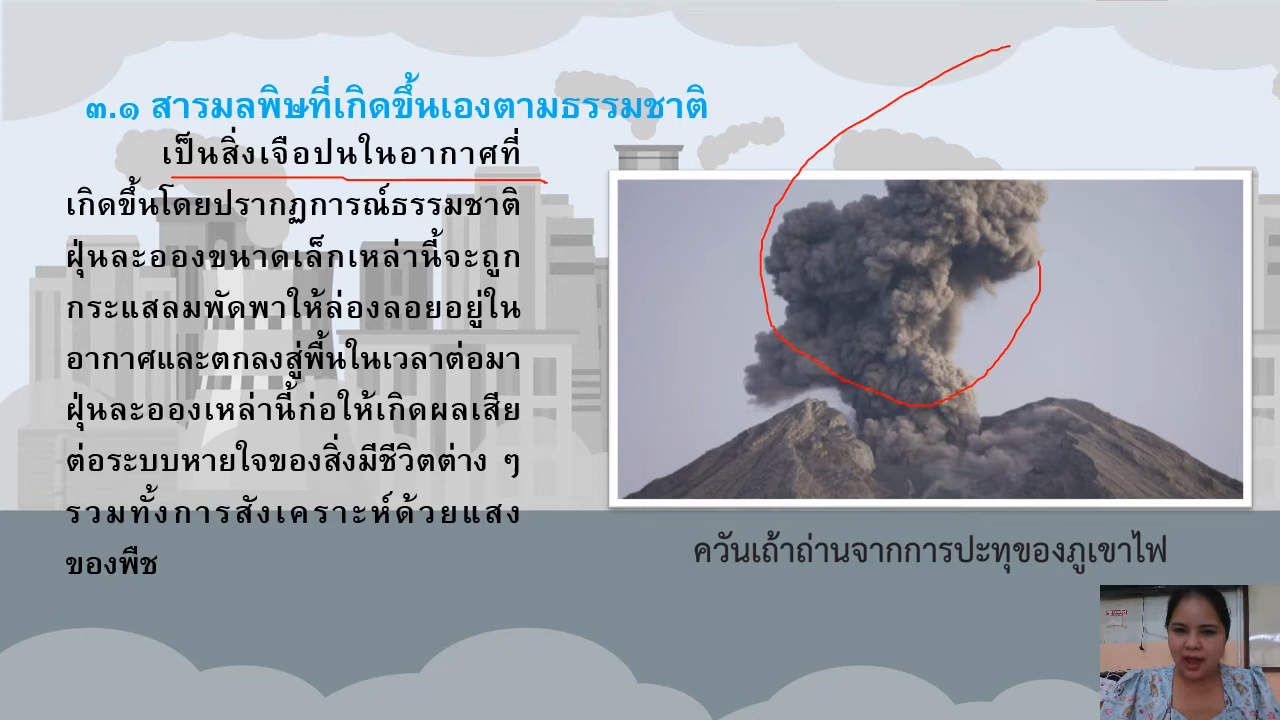 ๓.๑ สารมลพิษที่เกิดขึ้นเองตามธรรมชาติ
เป็นสิ่งเจือปนในอากาศที่
เกิดขึ้นโดยปรากฏการณ์ธรรมชาติ
ฝุ่นละอองขนาดเล็กเหล่านี้จะถูก
กระแสลมพัดพาให้ล่องลอยอยู่ใน
อากาศและตกลงสู่พื้นในเวลาต่อมา
ฝุ่นละอองเหล่านี้ก่อให้เกิดผลเสีย
ต่อระบบหายใจของสิ่งมีชีวิตต่าง ๆ
รวมทั้งการสังเคราะห์ด้วยแสง
ของพืช
ควันเถ้าถ่านจากการปะทุของภูเขาไฟ